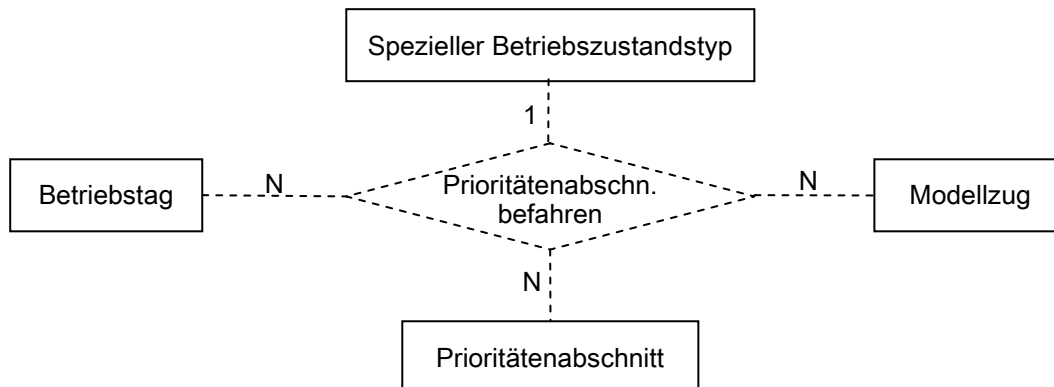 Spezieller Betriebszustandstyp
1
Betriebstag
N
Prioritätenabschn.
befahren
N
Modellzug
N
Prioritätenabschnitt